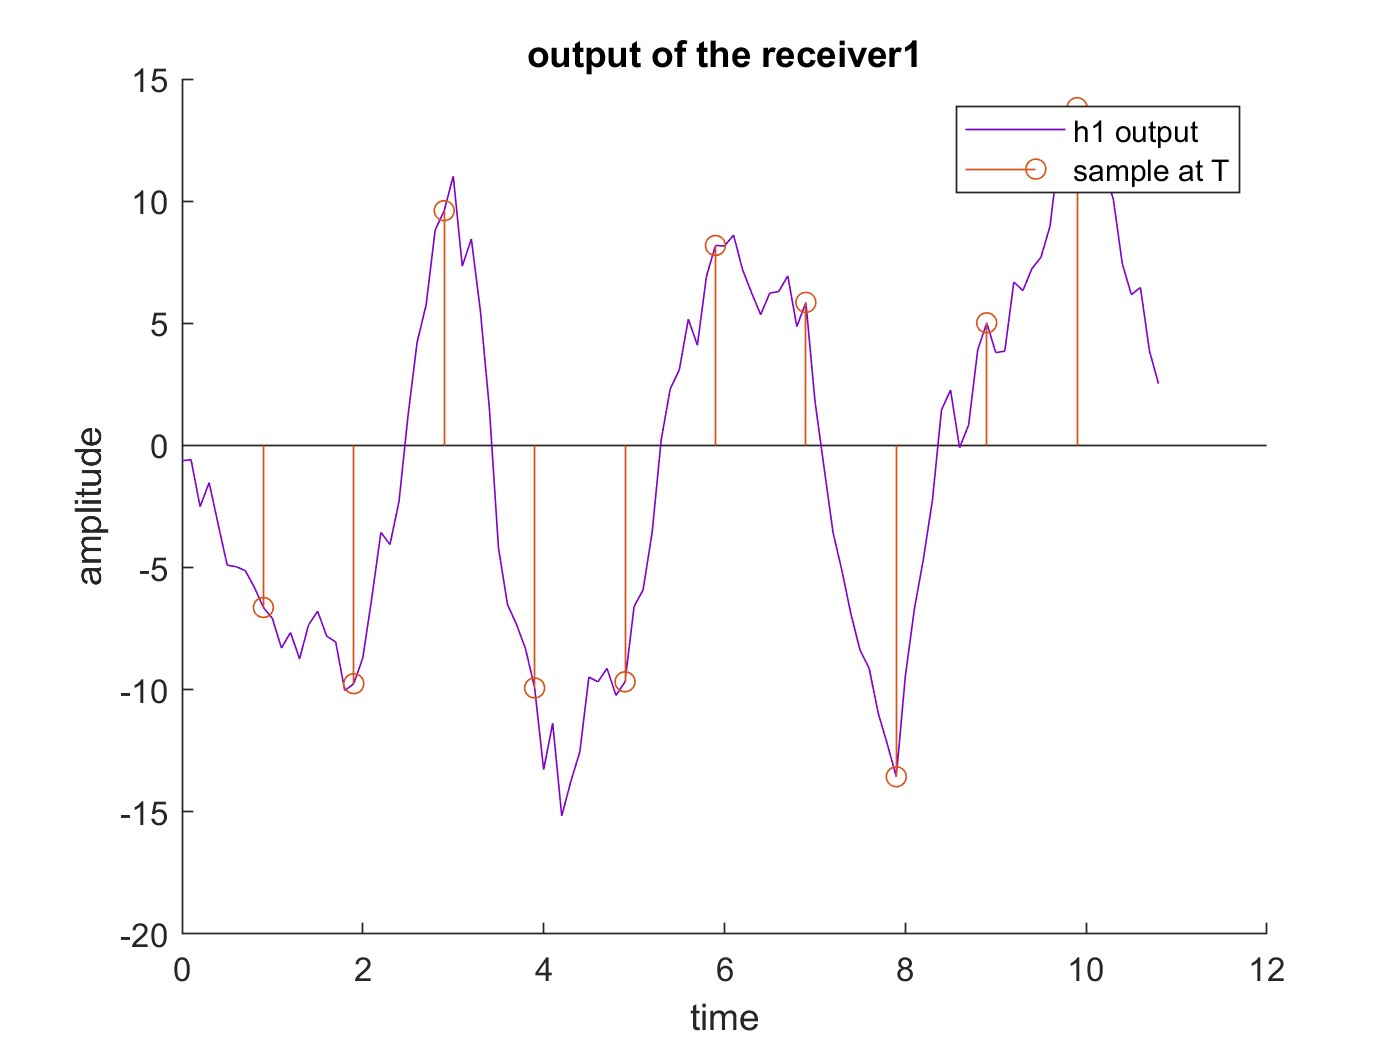 output of the receiver1
15
10
5
0
-5
-10
-15
-20
amplitude
h1 output
sample at T
0 2 4 6 8 10 12
time